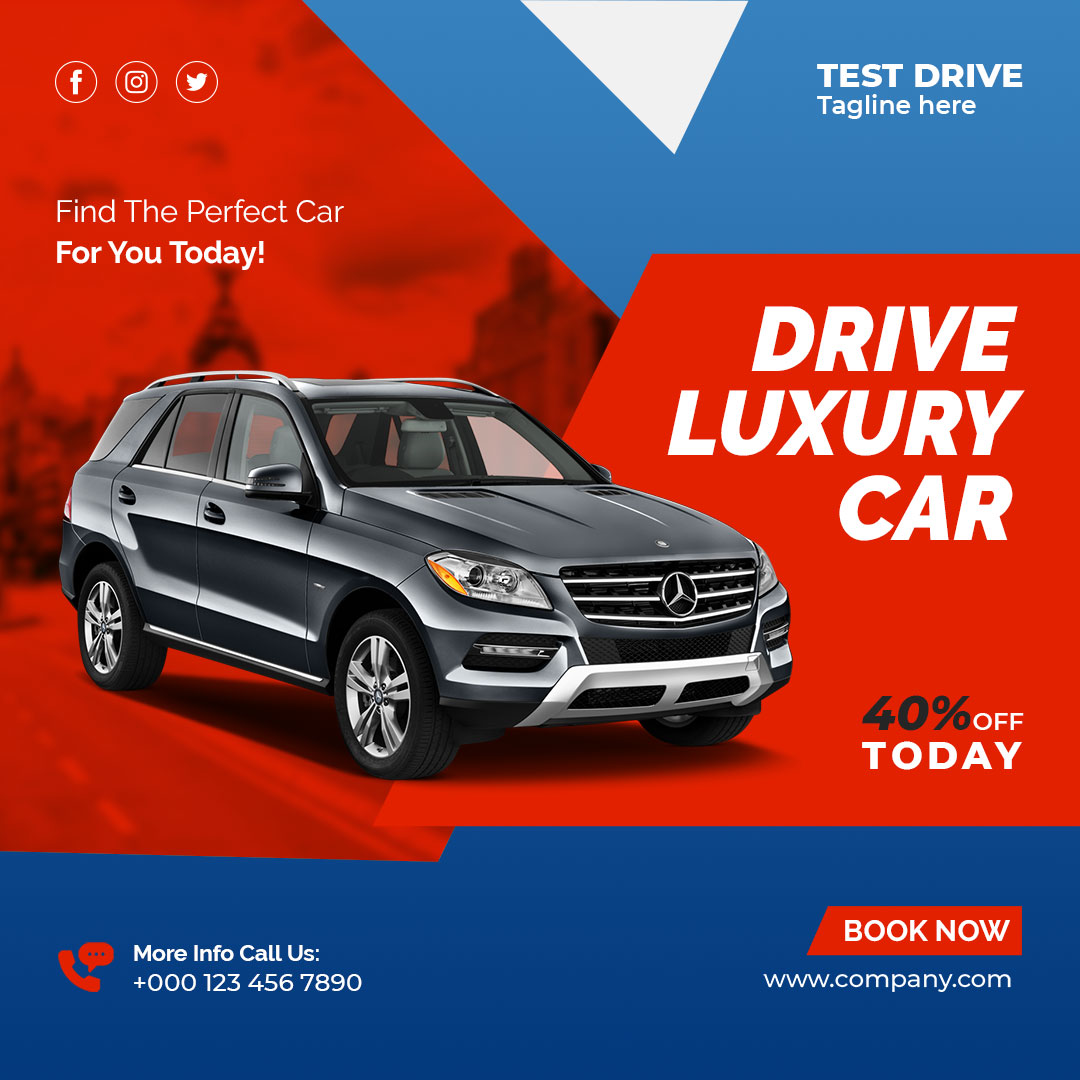 TEST DRIVE
Tagline here
Find The Perfect Car
For You Today!
DRIVE
LUXURY
CAR
40% OFF
TODAY
More Info Call Us:
+000 123 456 7890
BOOK NOW
www.company.com